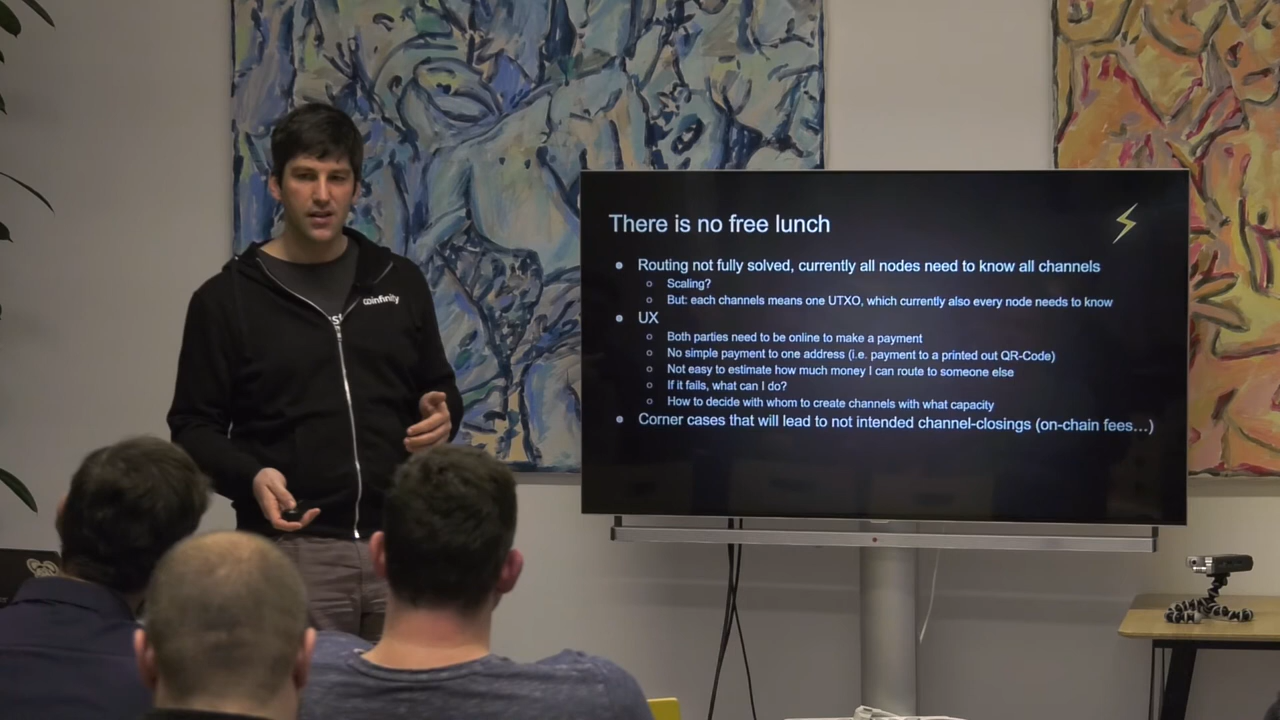 coinfinity
There is no free lunch
Routing not fully solved, currently all nodes need to know all channels
Scaling?
But: each channels means one UTXO, which currently also every node needs to know
UX
Both parties need to be online to make a payment
No simple payment to one address (i.e. payment to a printed out QR-Code)
Not easy to estimate how much money I can route to someone else
If it fails, what can I do?
How to decide with whom to create channels with what capacity
Corner cases that will lead to not intended channel-closings (on-chain fees...)